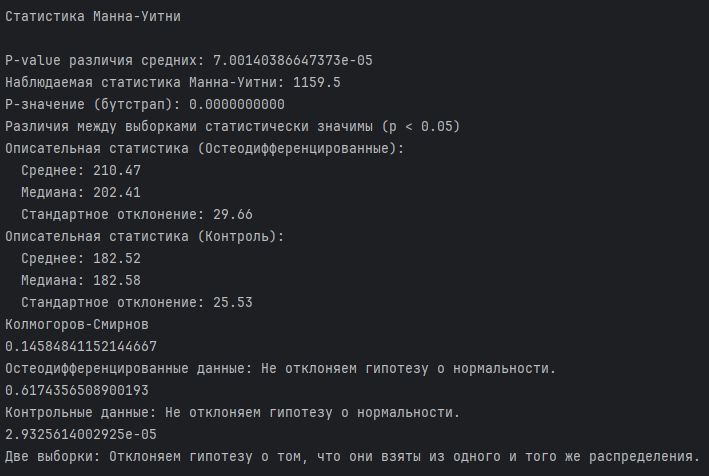 Статистика Манна-Уитни
P-value различия средних: 7.00140386647373e-05
Наблюдаемая статистика Манна-Уитни: 1159.5
P-значение (бутстрап): 0.0000000000
Различия между выборками статистически значимы (p < 0.05)
Описательная статистика (Остеодифференцированные):
  Среднее: 210.47
  Медиана: 202.41
  Стандартное отклонение: 29.66
Описательная статистика (Контроль):
  Среднее: 182.52
  Медиана: 182.58
  Стандартное отклонение: 25.53
Колмогоров-Смирнов
0.14584841152144667
Остеодифференцированные данные: Не отклоняем гипотезу о нормальности.
0.6174356508900193
Контрольные данные: Не отклоняем гипотезу о нормальности.
2.9325614002925e-05
Две выборки: Отклоняем гипотезу о том, что они взяты из одного и того же распределения.